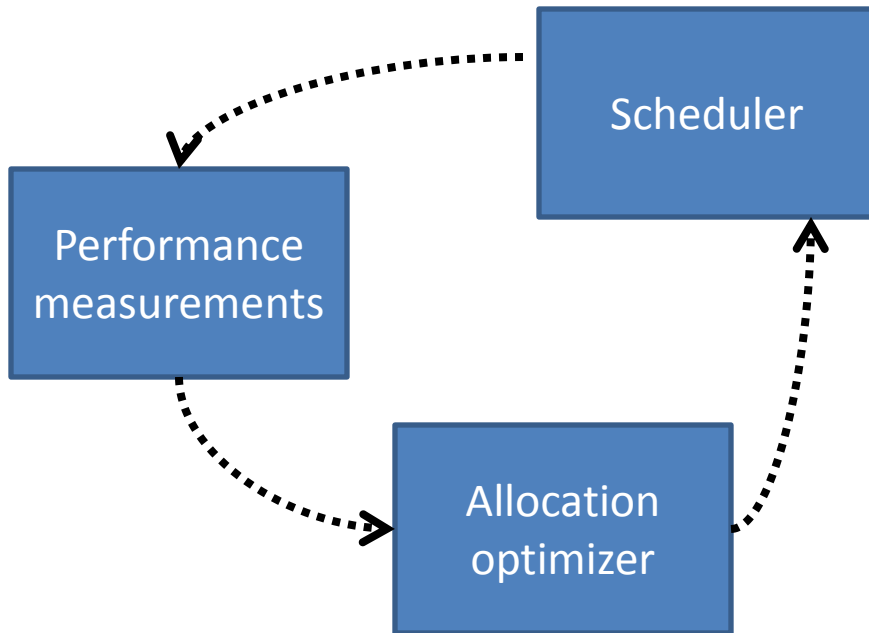 Scheduler
Performance
measurements
Allocation
optimizer